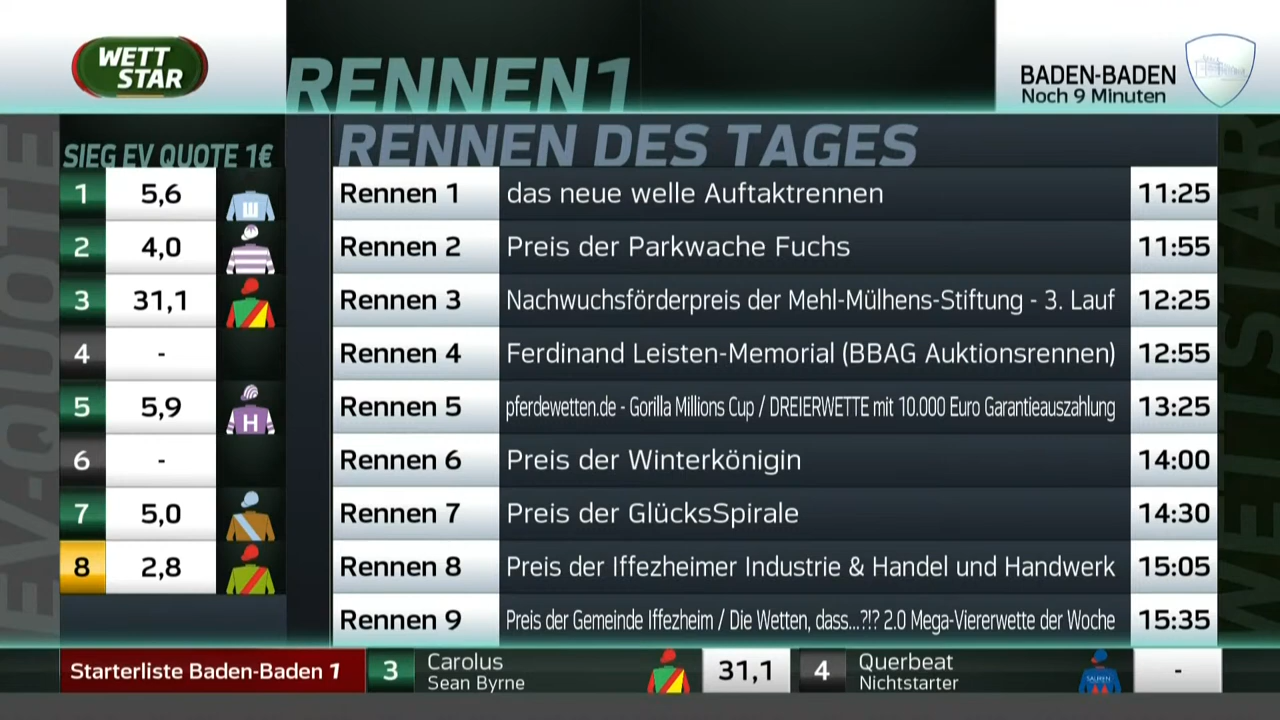 WETT
STAR
RENNEN1
BADEN-BADEN
Noch 9 Minuten
SIEG EV QUOTE 1€
RENNEN DES TAGES
1 5,6 W
2 4,0
3 31,1
4 -
5 5,9 H
6 -
7 5,0
8 2,8
Rennen 1 das neue welle Auftaktrennen 11:25
Rennen 2 Preis der Parkwache Fuchs 11:55
Rennen 3 Nachwuchsförderpreis der Mehl-Mülhens-Stiftung - 3. Lauf 12:25
Rennen 4 Ferdinand Leisten-Memorial (BBAG Auktionsrennen) 12:55
Rennen 5 pferdewetten.de - Gorilla Millions Cup / DREIERWETTE mit 10.000 Euro Garantieauszahlung 13:25
Rennen 6 Preis der Winterkönigin 14:00
Rennen 7 Preis der GlücksSpirale 14:30
Rennen 8 Preis der Iffezheimer Industrie & Handel und Handwerk 15:05
Rennen 9 Preis der Gemeinde Iffezheim / Die Wetten, dass...?!? 2.0 Mega-Viererwette der Woche 15:35
Starterliste Baden-Baden 1
3 Carolus 31,1
Sean Byrne
4 Querbeat -
Nichtstarter
SAUREN
EV-QUOTE
WETTSTAR